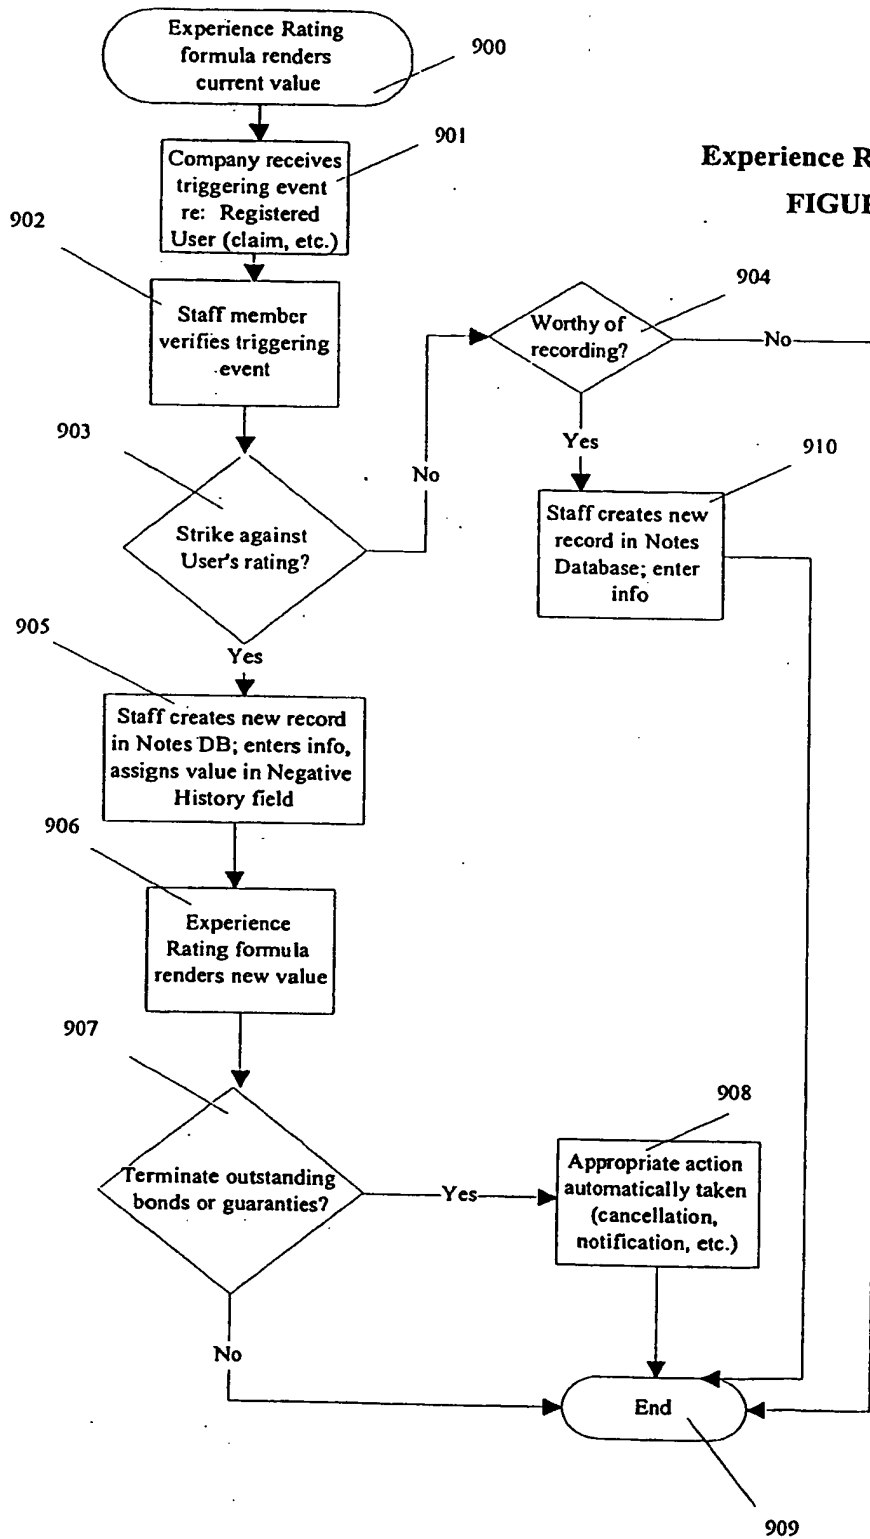 Experience Rating
formula renders
current value
900
901
Company receives
triggering event
re: Registered
User (claim, etc.)
Experience R
FIGUR
902
Staff member
verifies triggering
event
904
Worthy of
recording?
No
903
Strike against
User's rating?
No
Yes
910
Staff creates new
record in Notes
Database; enter
info
905
Yes
Staff creates new record
in Notes DB; enters info,
assigns value in Negative
History field
906
Experience
Rating formula
renders new value
907
Terminate outstanding
bonds or guaranties?
Yes
908
Appropriate action
automatically taken
(cancellation,
notification, etc.)
No
End
909